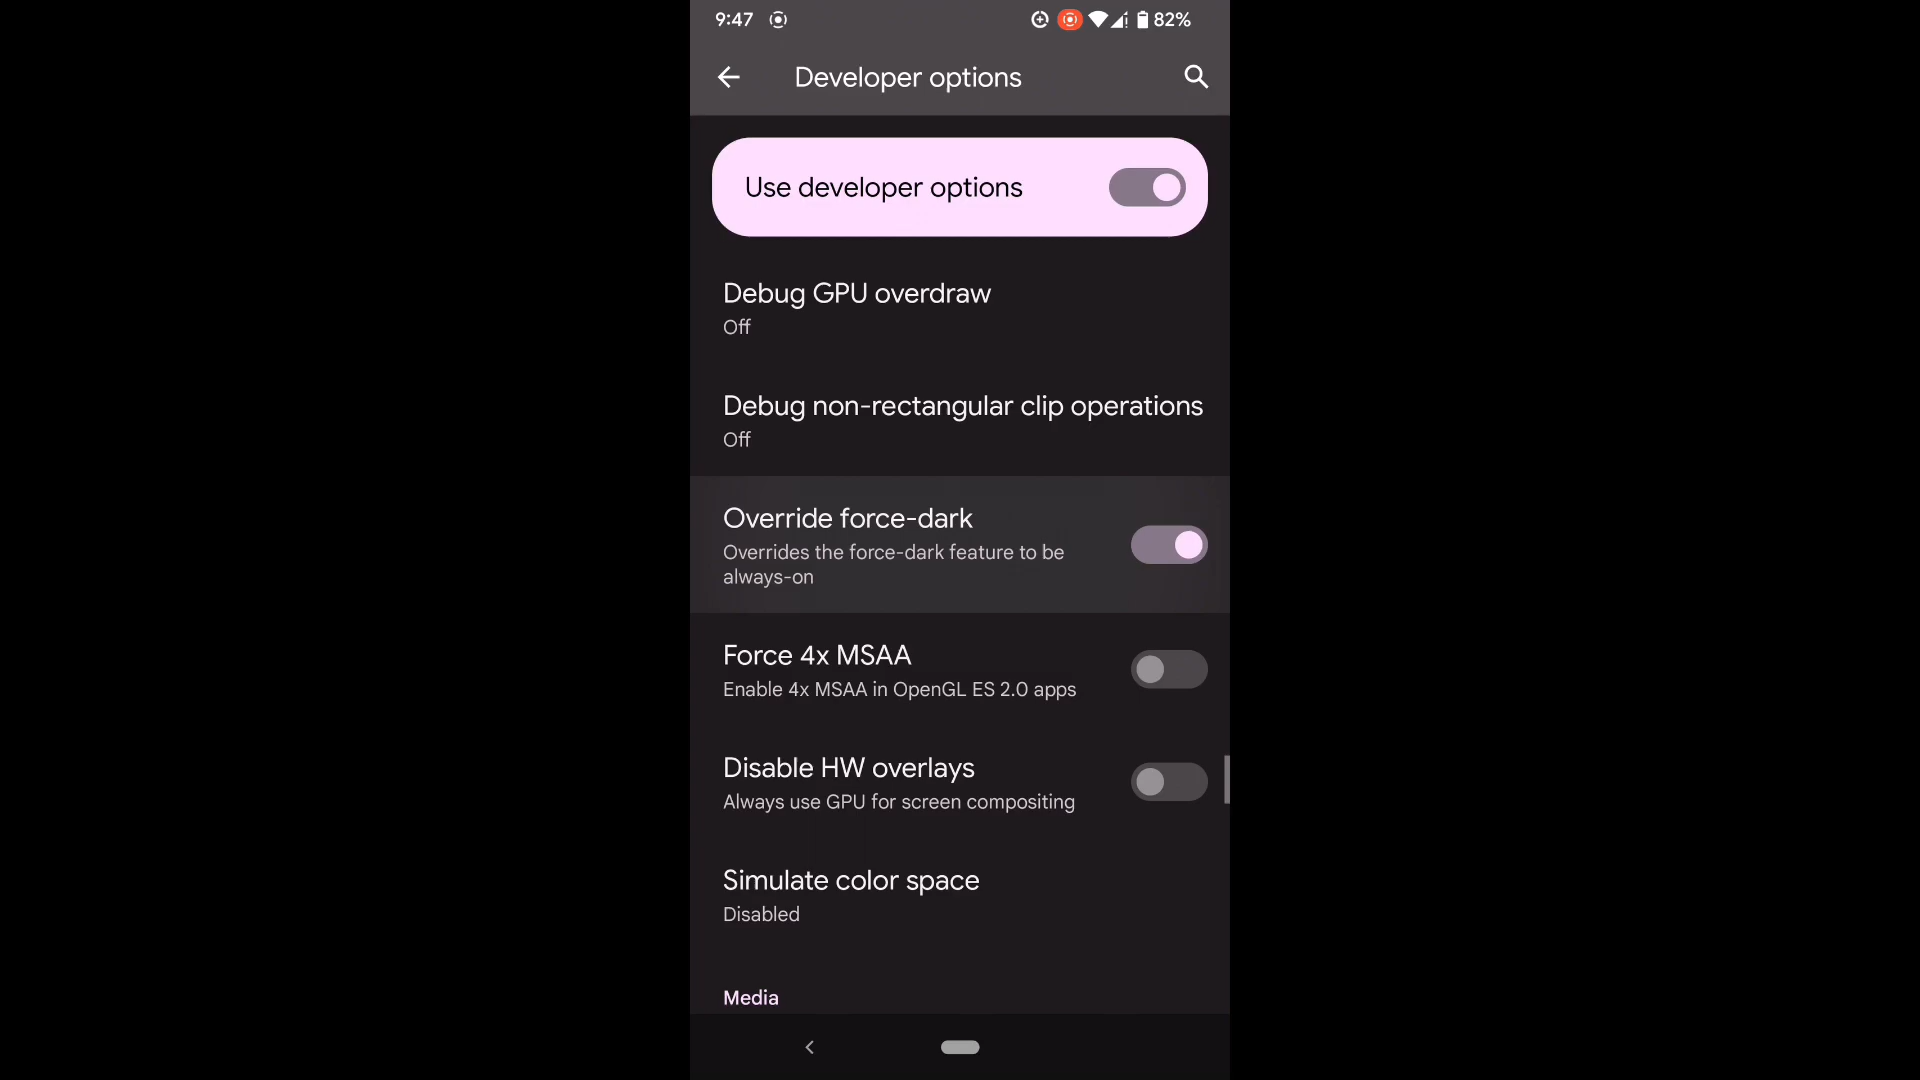 9:47 82%
Developer options
Use developer options
Debug GPU overdraw
Off
Debug non-rectangular clip operations
Off
Override force-dark
Overrides the force-dark feature to be
always-on
Force 4x MSAA
Enable 4x MSAA in OpenGL ES 2.0 apps
Disable HW overlays
Always use GPU for screen compositing
Simulate color space
Disabled
Media